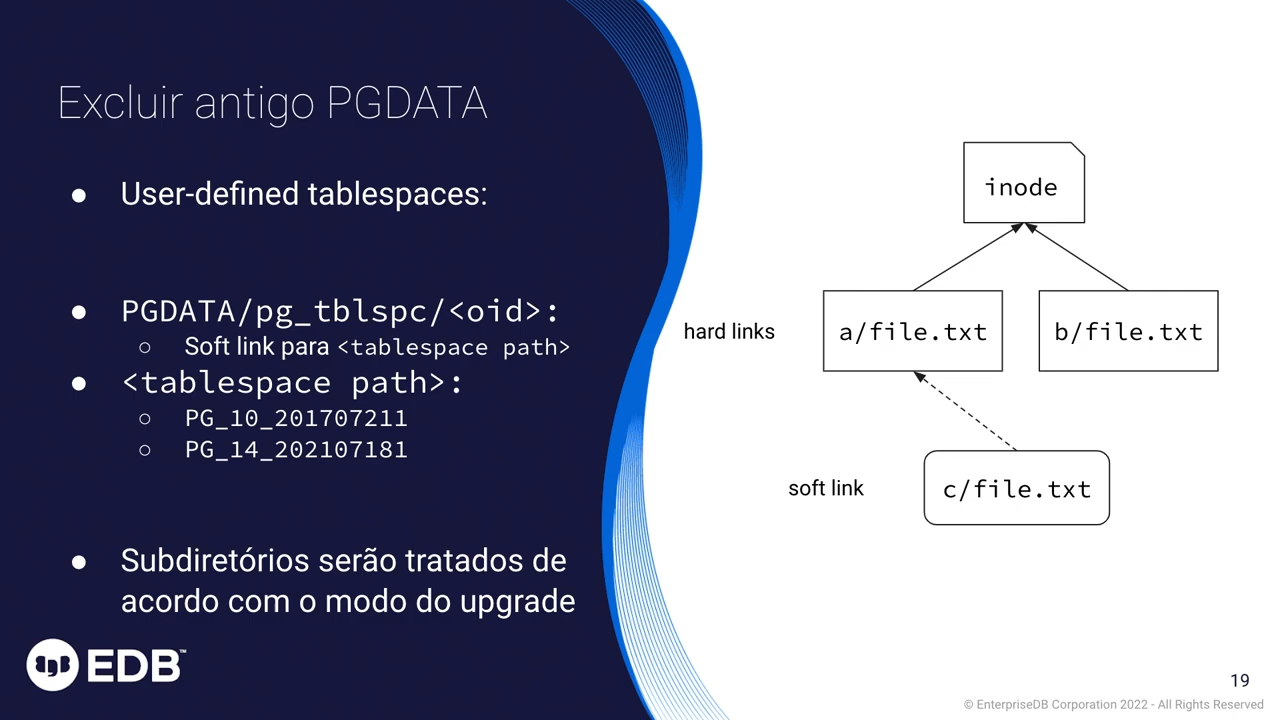 Excluir antigo PGDATA
● User-defined tablespaces:
● PGDATA/pg_tblspc/<oid>:
○ Soft link para <tablespace path>
● <tablespace path>:
○ PG_10_201707211
○ PG_14_202107181
● Subdiretórios serão tratados de
acordo com o modo do upgrade
EDB™
inode
hard links
a/file.txt
b/file.txt
soft link
c/file.txt
19
© EnterpriseDB Corporation 2022 - All Rights Reserved